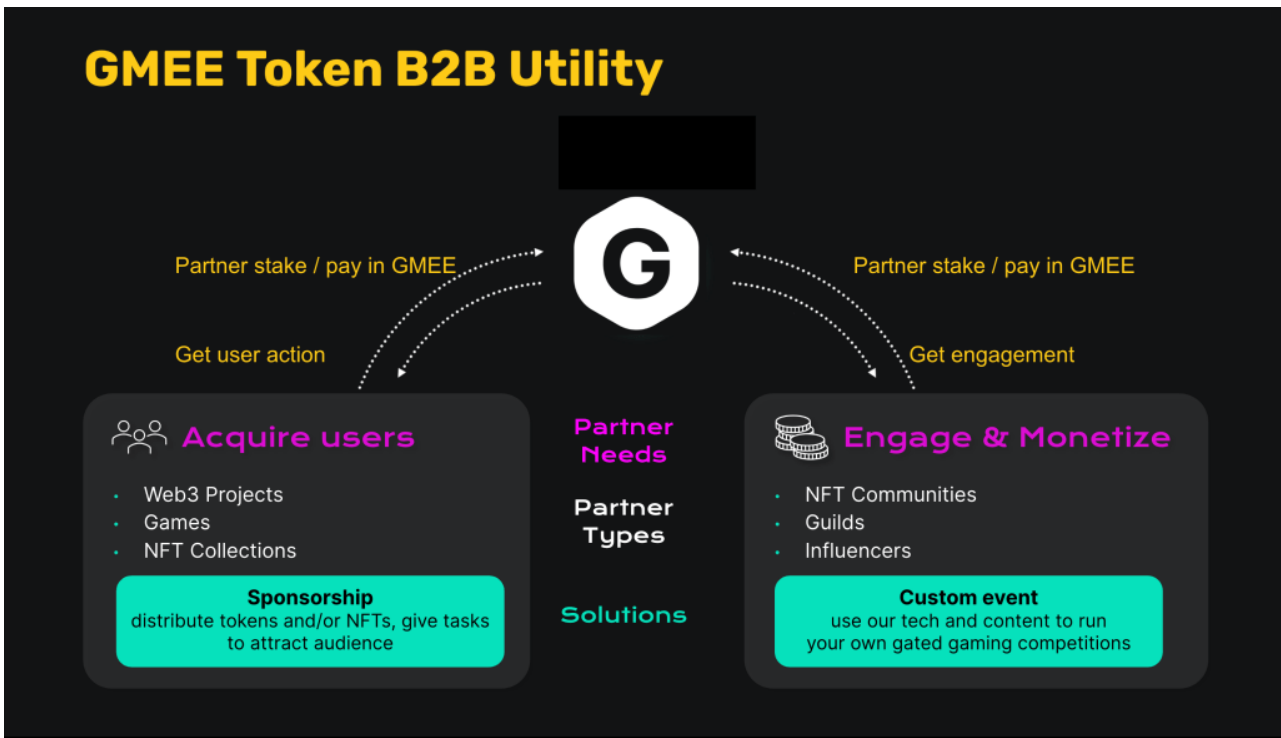 GMEE Token B2B Utility
G
Partner stake / pay in GMEE
Get user action
Partner stake / pay in GMEE
Get engagement
Acquire users
• Web3 Projects
• Games
• NFT Collections
Sponsorship
distribute tokens and/or NFTs, give tasks
to attract audience
Partner
Needs
Partner
Types
Solutions
Engage & Monetize
• NFT Communities
• Guilds
• Influencers
Custom event
use our tech and content to run
your own gated gaming competitions